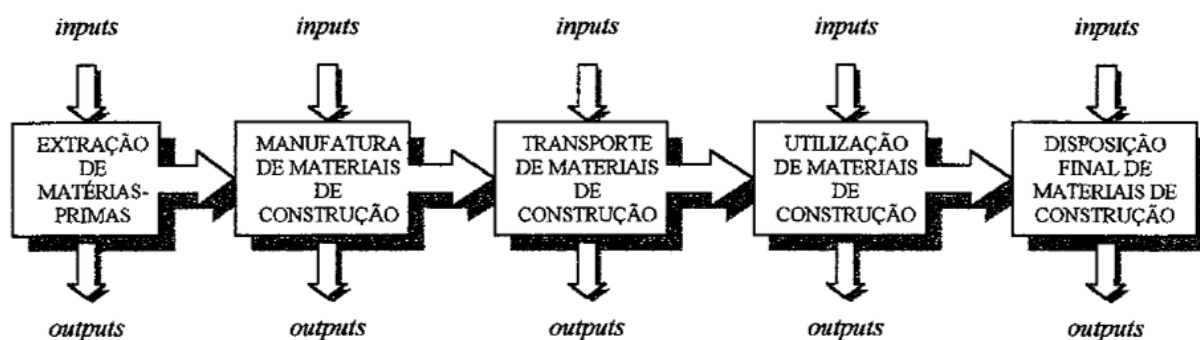 inputs
inputs
inputs
inputs
inputs
EXTRAÇÃO
DE
MATÉRIAS-
PRIMAS
MANUFATURA
DE MATERIAIS
DE
CONSTRUÇÃO
TRANSPORTE
DE MATERIAIS
DE
CONSTRUÇÃO
UTILIZAÇÃO
DE MATERIAIS
DE
CONSTRUÇÃO
DISPOSIÇÃO
FINAL DE
MATERIAIS DE
CONSTRUÇÃO
outputs
outputs
outputs
outputs
outputs